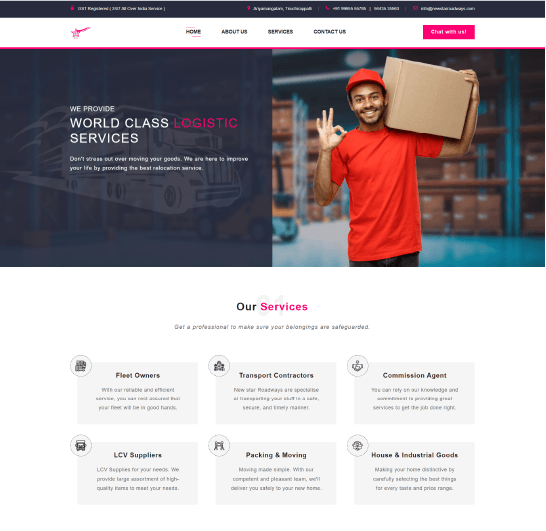 GST Registered ( 24/7 All Over India Service )
Ariyamangalam, Tiruchirappalli
info@newstarroadways.com
HOME
ABOUT US
SERVICES
CONTACT US
Chat with us!
WE PROVIDE
WORLD CLASS LOGISTIC
SERVICES
Don't stress out over moving your goods. We are here to improve
your life by providing the best relocation service.
Our Services
Get a professional to make sure your belongings are safeguarded.
Fleet Owners
With our reliable and efficient
service, you can rest assured that
your fleet will be in good hands.
Transport Contractors
New star Roadways are specialise
at transporting your stuff in a safe,
secure, and timely manner.
Commission Agent
You can rely on our knowledge and
commitment to providing great
services to get the job done right.
LCV Suppliers
LCV Supplies for your needs. We
provide large assortment of high-
quality items to meet your needs.
Packing & Moving
Moving made simple. With our
competent and pleasant team, we'll
deliver you safely to your new home.
House & Industrial Goods
Making your home distinctive by
carefully selecting the best things
for every taste and price range.